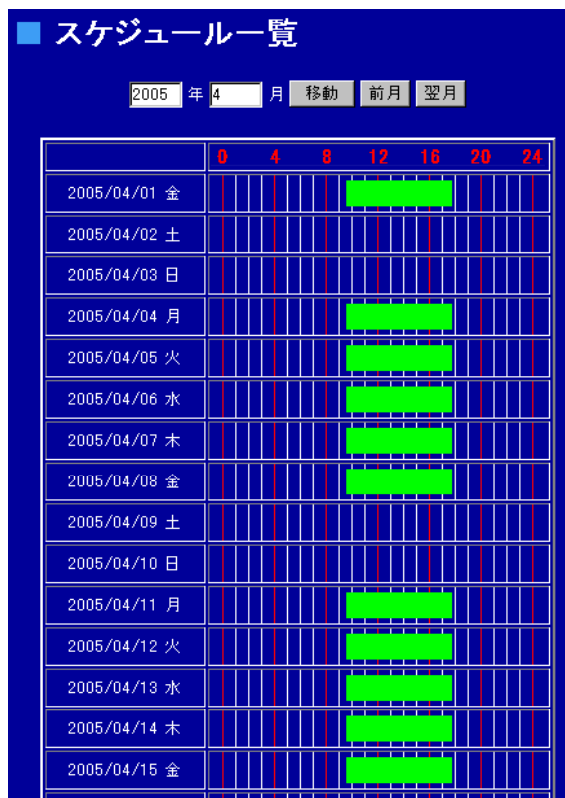 スケジュール一覧
2005 年 4 月 移動 前月 翌月
0 4 8 12 16 20 24
2005/04/01 金
2005/04/02 土
2005/04/03 日
2005/04/04 月
2005/04/05 火
2005/04/06 水
2005/04/07 木
2005/04/08 金
2005/04/09 土
2005/04/10 日
2005/04/11 月
2005/04/12 火
2005/04/13 水
2005/04/14 木
2005/04/15 金